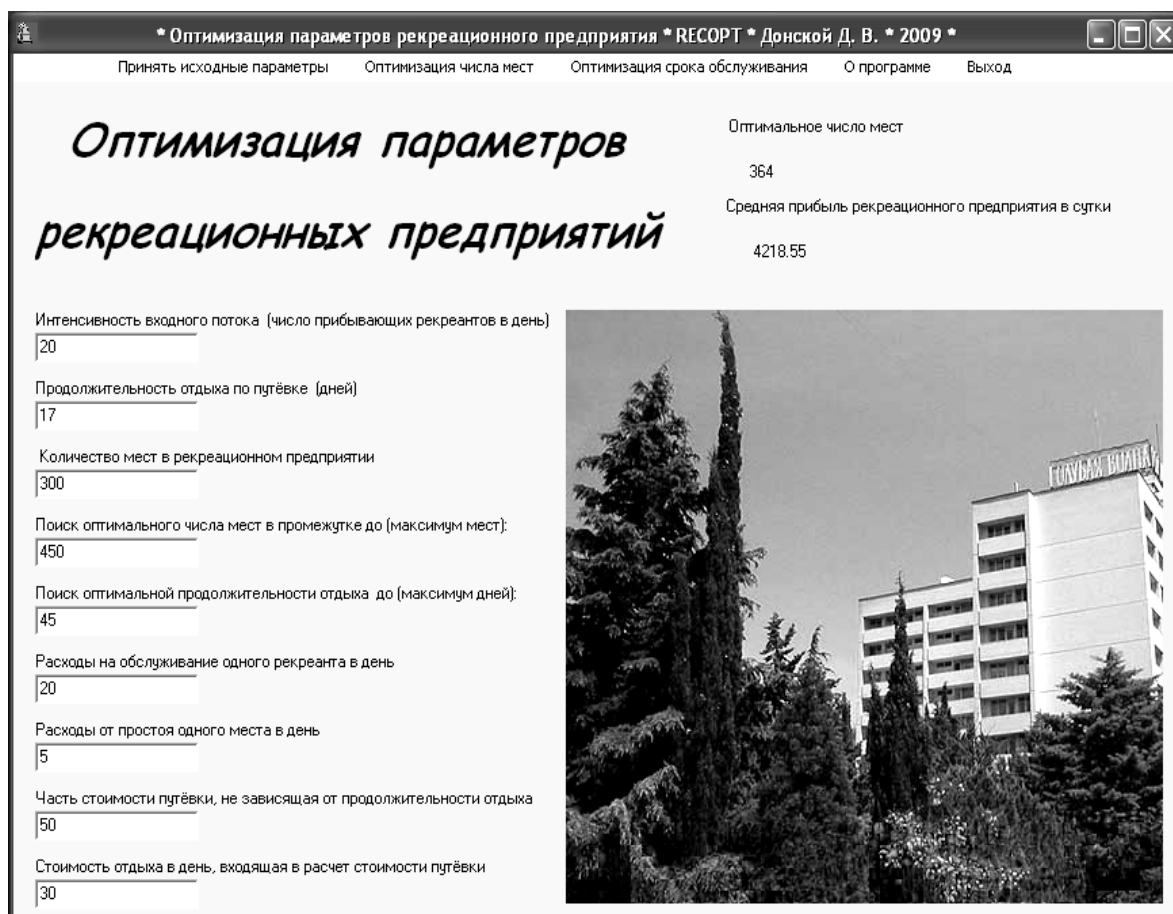 * Оптимизация параметров рекреационного предприятия * RECOPT * Донской Д. В. * 2009 *
Принять исходные параметры Оптимизация числа мест Оптимизация срока обслуживания О программе Выход
Оптимизация параметров
рекреационных предприятий
Оптимальное число мест
364
Средняя прибыль рекреационного предприятия в сутки
4218.55
Интенсивность входного потока (число прибывающих рекреантов в день)
20
Продолжительность отдыха по путёвке (дней)
17
Количество мест в рекреационном предприятии
300
Поиск оптимального числа мест в промежутке до (максимум мест):
450
Поиск оптимальной продолжительности отдыха до (максимум дней):
45
Расходы на обслуживание одного рекреанта в день
20
Расходы от простоя одного места в день
5
Часть стоимости путёвки, не зависящая от продолжительности отдыха
50
Стоимость отдыха в день, входящая в расчет стоимости путёвки
30
ГОЛУБАЯ ВОЛНА